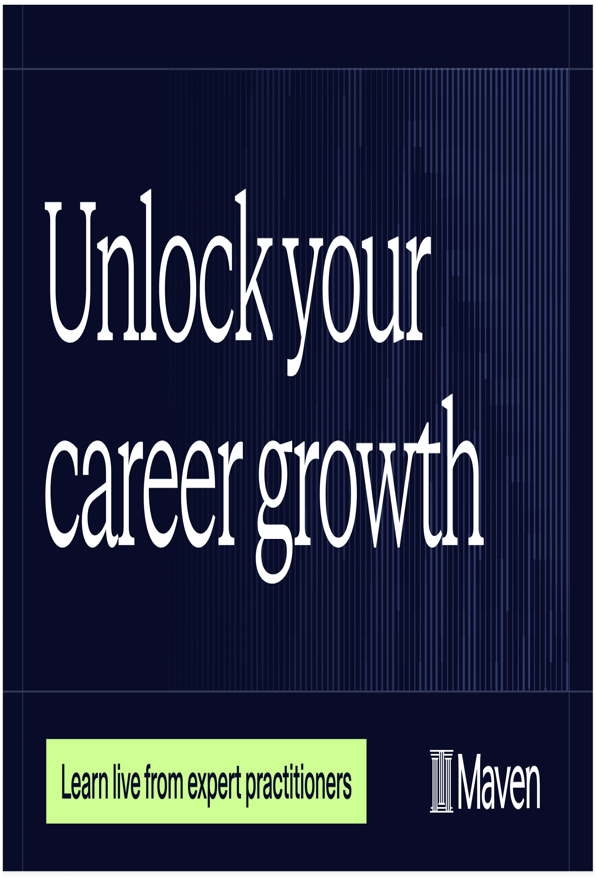 Unlock your
career growth
Learn live from expert practitioners
Maven